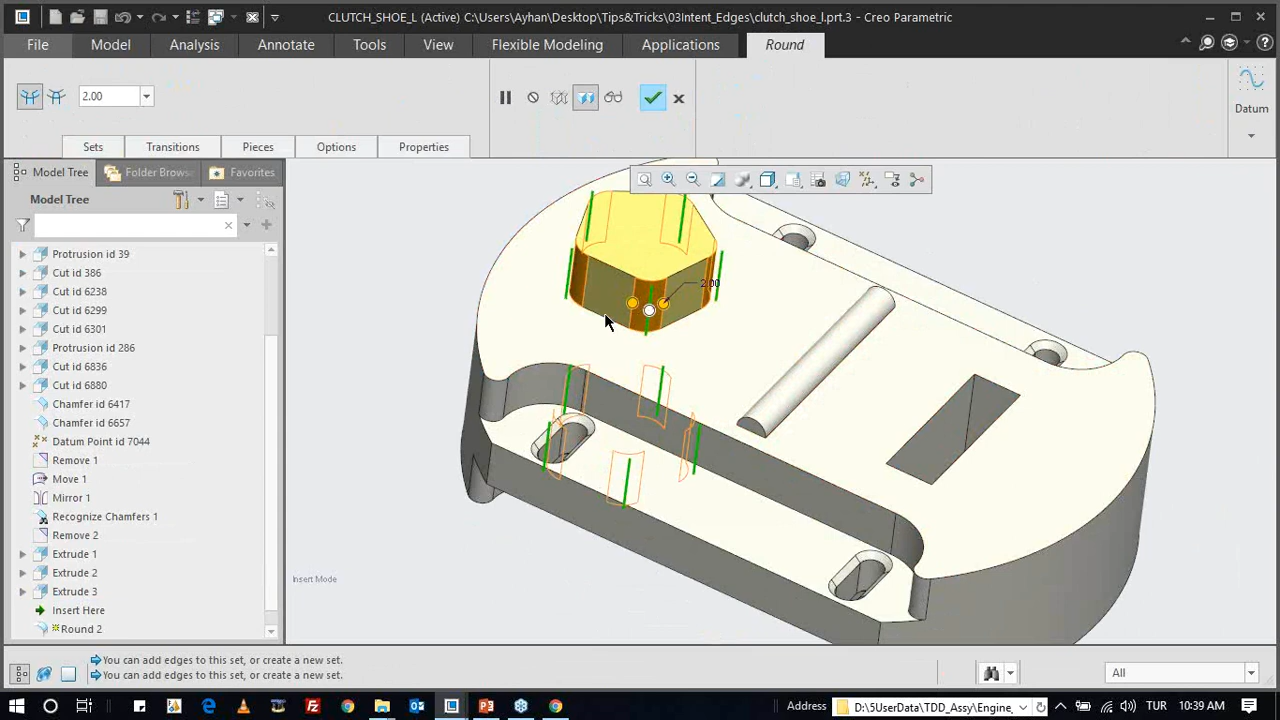 CLUTCH_SHOE_L (Active) C:\Users\Ayhan\Desktop\Tips&Tricks\03Intent_Edges\clutch_shoe_l.prt.3 - Creo Parametric
File Model Analysis Annotate Tools View Flexible Modeling Applications Round
2.00
Datum
Sets Transitions Pieces Options Properties
Model Tree Folder Brows Favorites
Model Tree
Protrusion id 39
Cut id 386
Cut id 6238
Cut id 6299
Cut id 6301
Protrusion id 286
Cut id 6836
Cut id 6880
Chamfer id 6417
Chamfer id 6657
Datum Point id 7044
Remove 1
Move 1
Mirror 1
Recognize Chamfers 1
Remove 2
Extrude 1
Extrude 2
Extrude 3
Insert Here
Round 2
2.00
Insert Mode
You can add edges to this set, or create a new set.
You can add edges to this set, or create a new set.
All
Address D:\5UserData\TDD_Assy\Engine_ TUR 10:39 AM